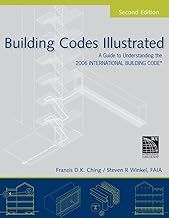 Second Edition
Building Codes Illustrated
A Guide to Understanding the
2006 INTERNATIONAL BUILDING CODE®
Francis D.K. Ching / Steven R. Winkel, FAIA